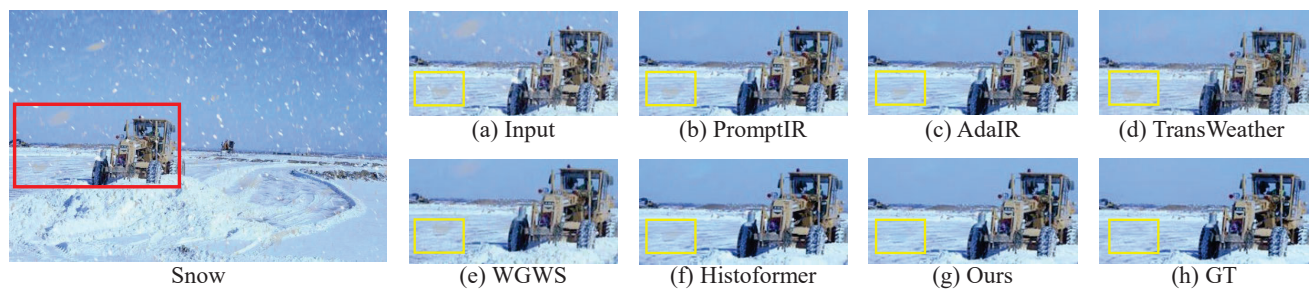 (a) Input
(b) PromptIR
(c) AdaIR
(d) TransWeather
Snow
(e) WGWS
(f) Histoformer
(g) Ours
(h) GT